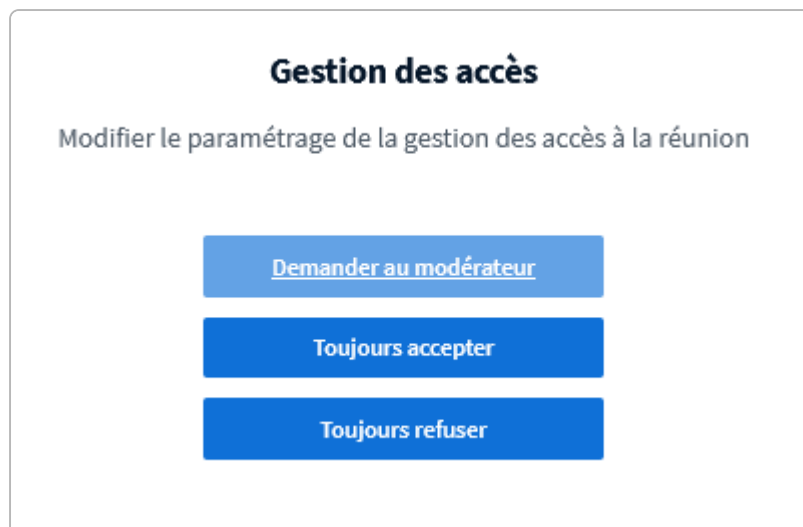 Gestion des accès
Modifier le paramétrage de la gestion des accès à la réunion
Demander au modérateur
Toujours accepter
Toujours refuser